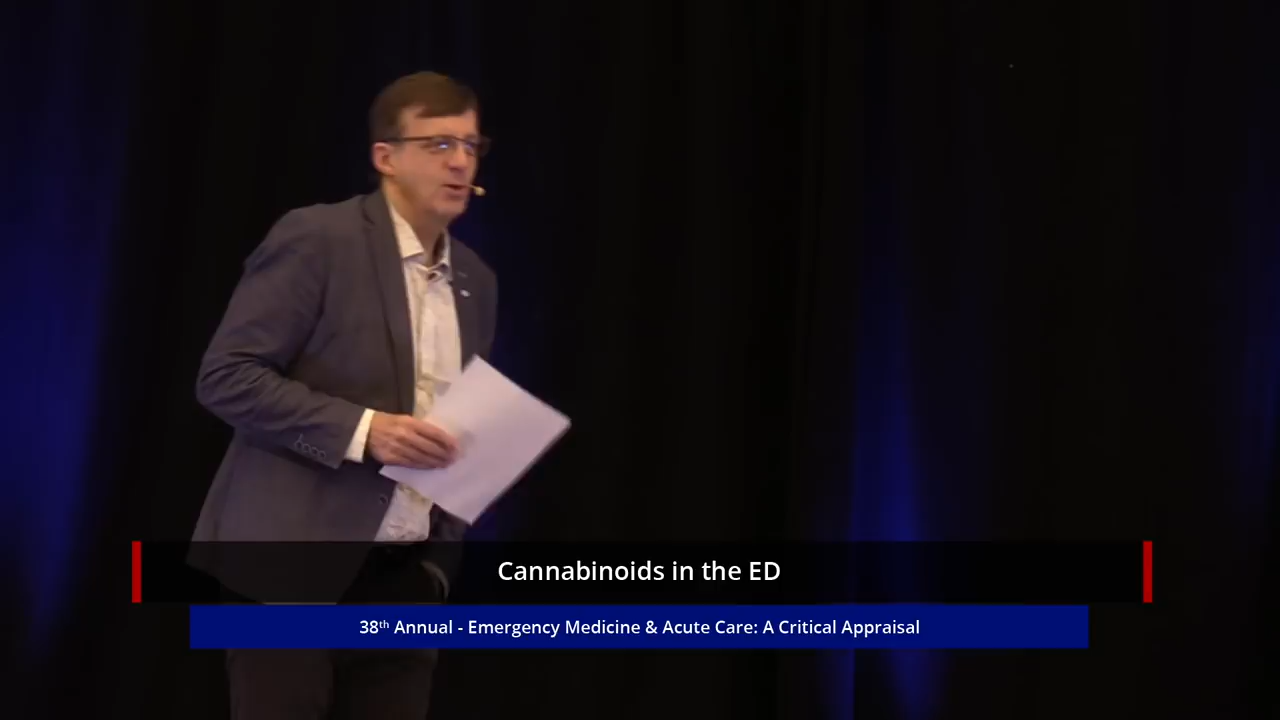 Cannabinoids in the ED
38th Annual - Emergency Medicine & Acute Care: A Critical Appraisal